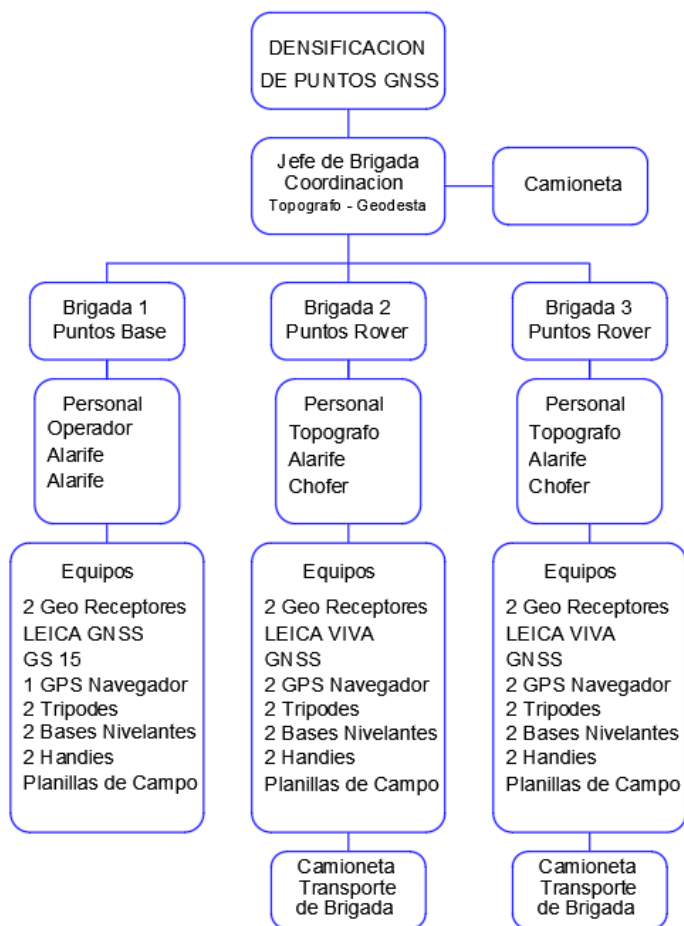 DENSIFICACION
DE PUNTOS GNSS
Jefe de Brigada
Coordinacion
Topografo - Geodesta
Camioneta
Brigada 1
Puntos Base
Brigada 2
Puntos Rover
Brigada 3
Puntos Rover
Personal
Operador
Alarife
Alarife
Personal
Topografo
Alarife
Chofer
Personal
Topografo
Alarife
Chofer
Equipos
2 Geo Receptores
LEICA GNSS
GS 15
1 GPS Navegador
2 Tripodes
2 Bases Nivelantes
2 Handies
Planillas de Campo
Equipos
2 Geo Receptores
LEICA VIVA
GNSS
2 GPS Navegador
2 Tripodes
2 Bases Nivelantes
2 Handies
Planillas de Campo
Equipos
2 Geo Receptores
LEICA VIVA
GNSS
2 GPS Navegador
2 Tripodes
2 Bases Nivelantes
2 Handies
Planillas de Campo
Camioneta
Transporte
de Brigada
Camioneta
Transporte
de Brigada